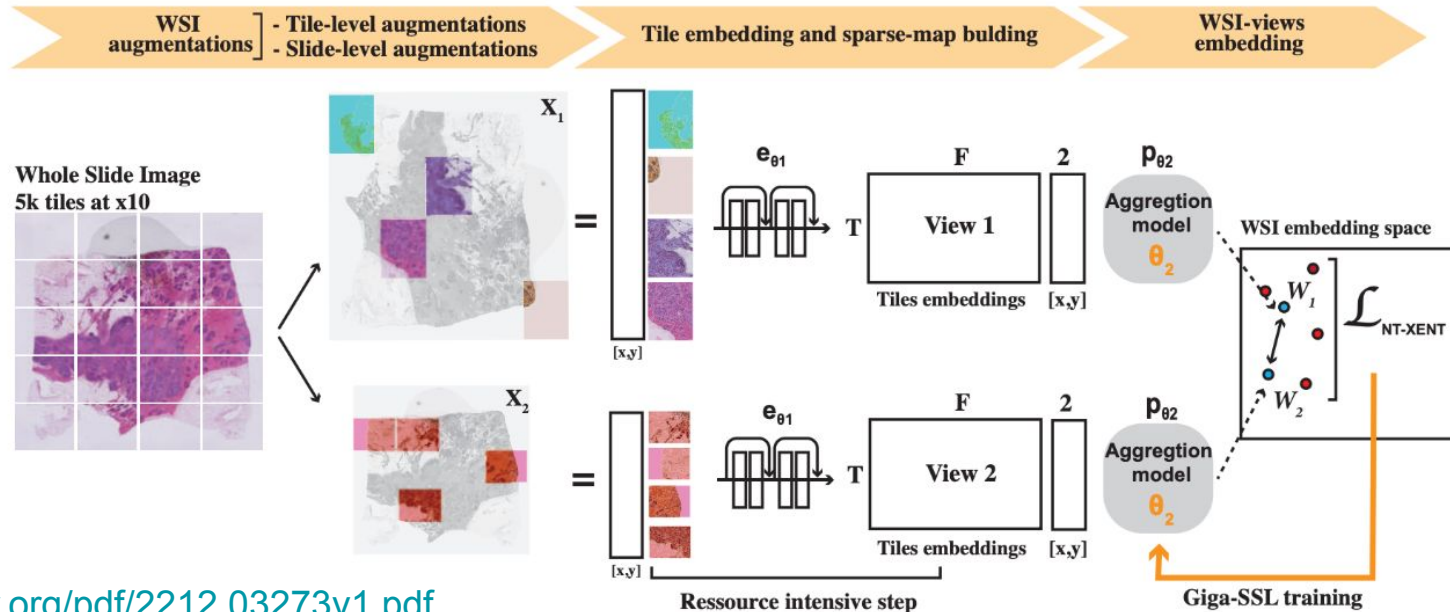 WSI
augmentations
- Tile-level augmentations
- Slide-level augmentations
Tile embedding and sparse-map bulding
WSI-views
embedding
Whole Slide Image
5k tiles at x10
X1
=
[x,y]
eθ1
T
F
View 1
Tiles embeddings
2
[x,y]
pθ2
Aggregtion
model
θ2
WSI embedding space
W1
W2
L NT-XENT
X2
=
[x,y]
eθ1
T
F
View 2
Tiles embeddings
2
[x,y]
pθ2
Aggregtion
model
θ2
Ressource intensive step
Giga-SSL training
org/pdf/2212.03273v1.pdf